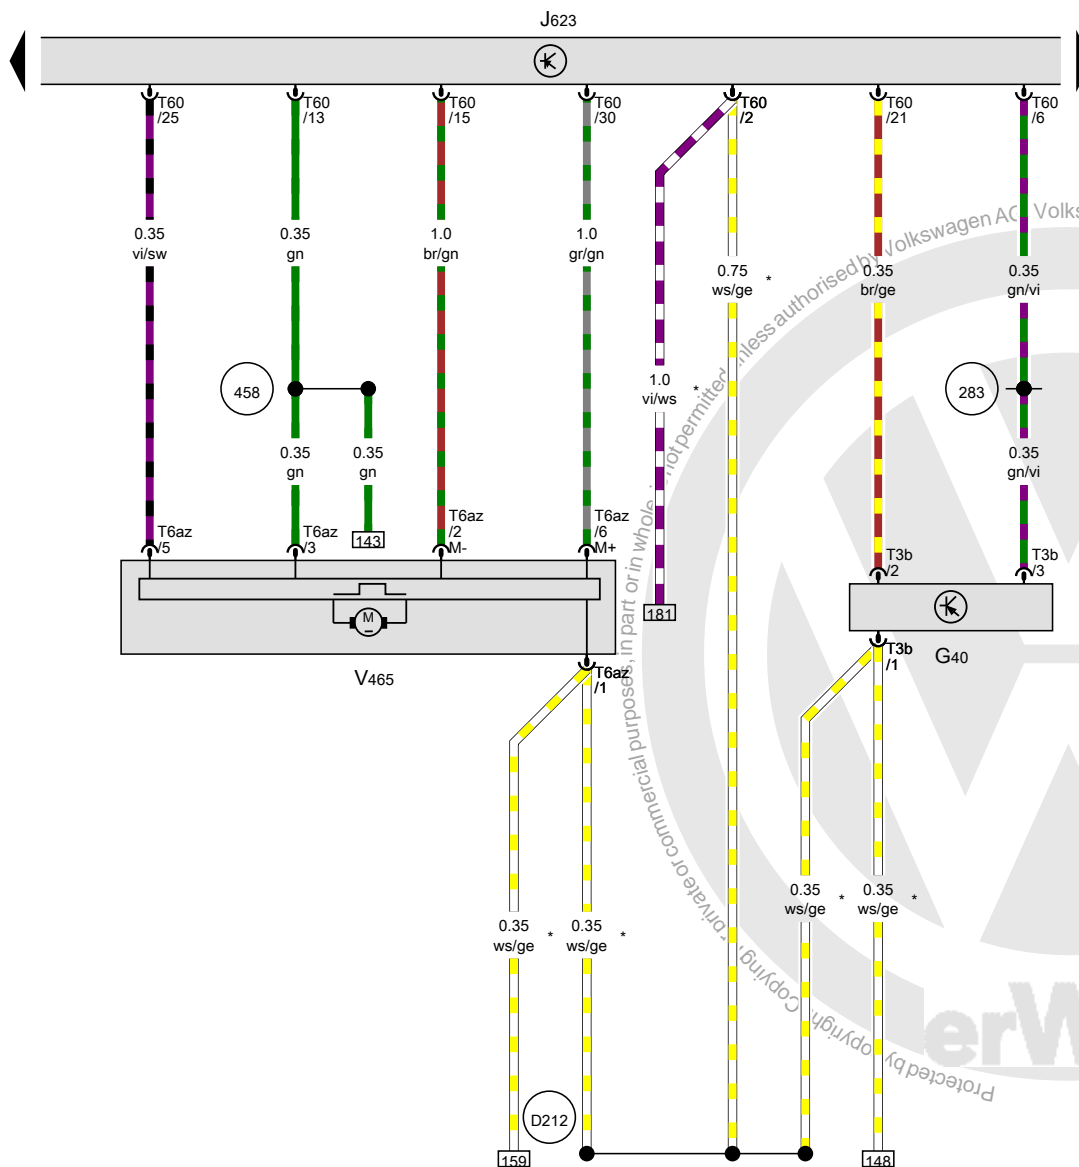 J623
T60
/25
T60
/13
T60
/15
T60
/30
T60
/2
T60
/21
T60
/6
0.35
vi/sw
0.35
gn
1.0
br/gn
1.0
gr/gn
0.75
ws/ge *
0.35
br/ge
0.35
gn/vi
458
1.0
vi/ws *
283
0.35
gn
0.35
gn
0.35
gn/vi
T6az
/5
T6az
/3
143
T6az
/2
M-
T6az
/6
M+
T3b
/2
T3b
/3
M
181
V465
T6az
/1
T3b
/1
G40
0.35
ws/ge *
0.35
ws/ge *
0.35
ws/ge *
0.35
ws/ge *
D212
159
148
Protected by copyright. Copying for private or commercial purposes, in part or in whole, is not permitted unless authorised by Volkswagen AG. Volks
erW